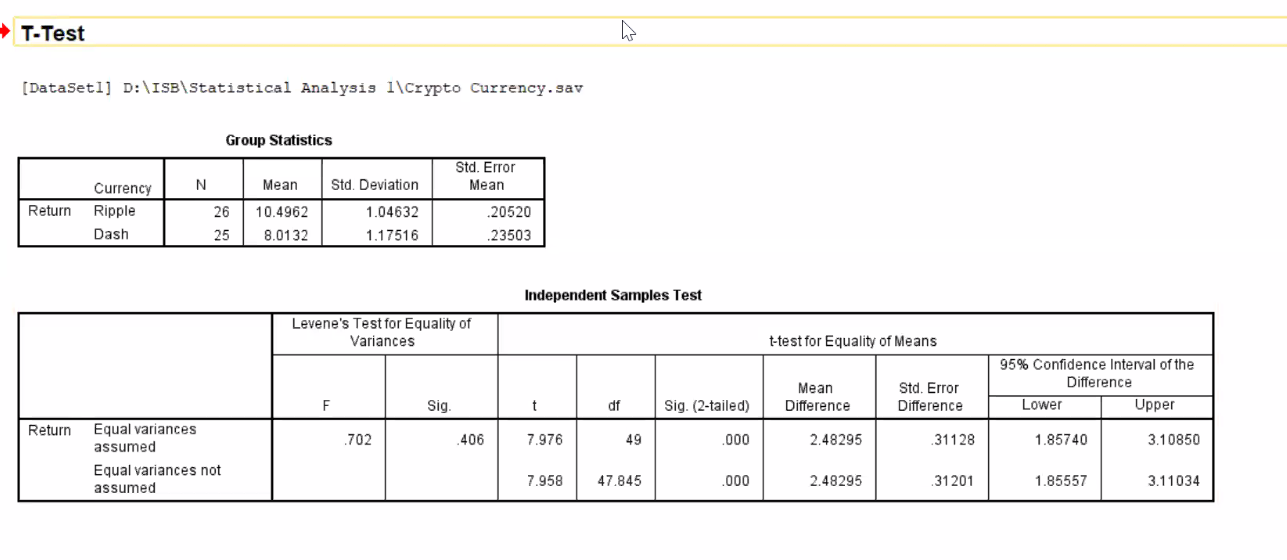 T-Test
[DataSet1] D:\ISB\Statistical Analysis 1\Crypto Currency.sav
Group Statistics
Currency N Mean Std. Deviation Std. Error Mean
Return Ripple 26 10.4962 1.04632 .20520
Dash 25 8.0132 1.17516 .23503
Independent Samples Test
Levene's Test for Equality of Variances t-test for Equality of Means
95% Confidence Interval of the Difference
F Sig. t df Sig. (2-tailed) Mean Difference Std. Error Difference Lower Upper
Return Equal variances assumed .702 .406 7.976 49 .000 2.48295 .31128 1.85740 3.10850
Equal variances not assumed 7.958 47.845 .000 2.48295 .31201 1.85557 3.11034